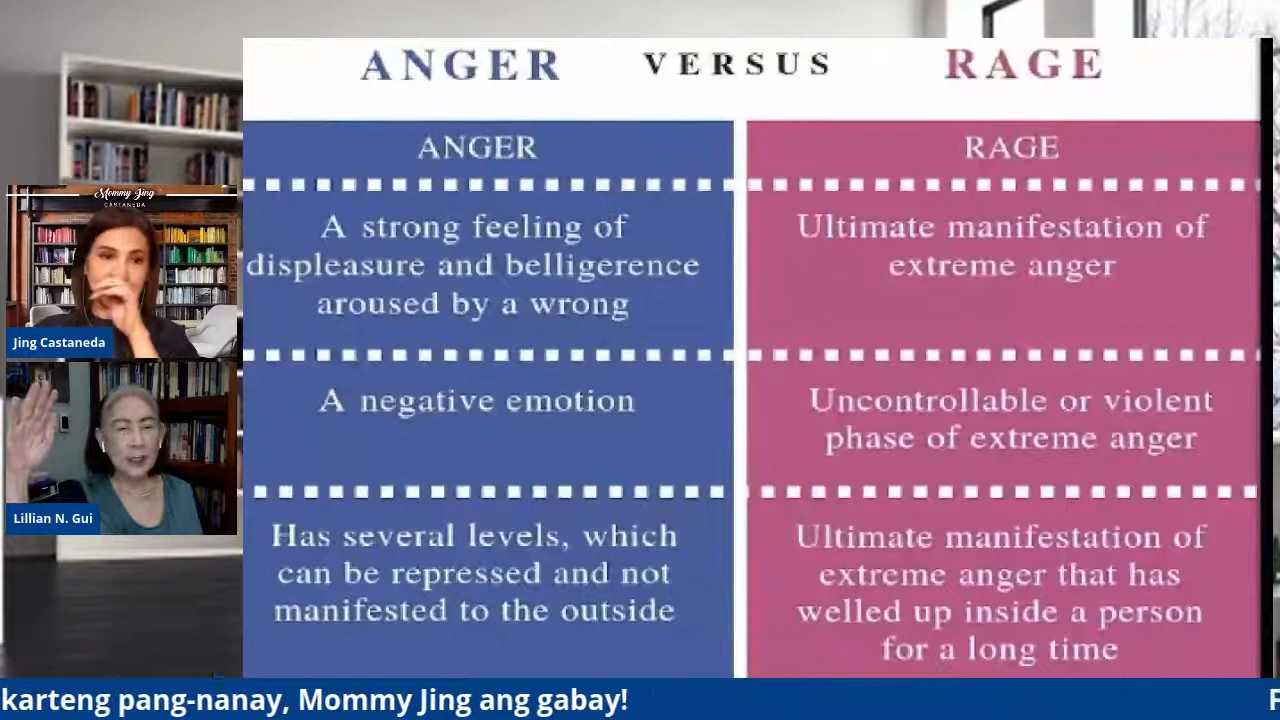 ANGER VERSUS RAGE
ANGER
A strong feeling of
displeasure and belligerence
aroused by a wrong
A negative emotion
Has several levels, which
can be repressed and not
manifested to the outside
RAGE
Ultimate manifestation of
extreme anger
Uncontrollable or violent
phase of extreme anger
Ultimate manifestation of
extreme anger that has
welled up inside a person
for a long time
Mommy Jing
CASTANEDA
Jing Castaneda
Lillian N. Gui
karteng pang-nanay, Mommy Jing ang gabay!